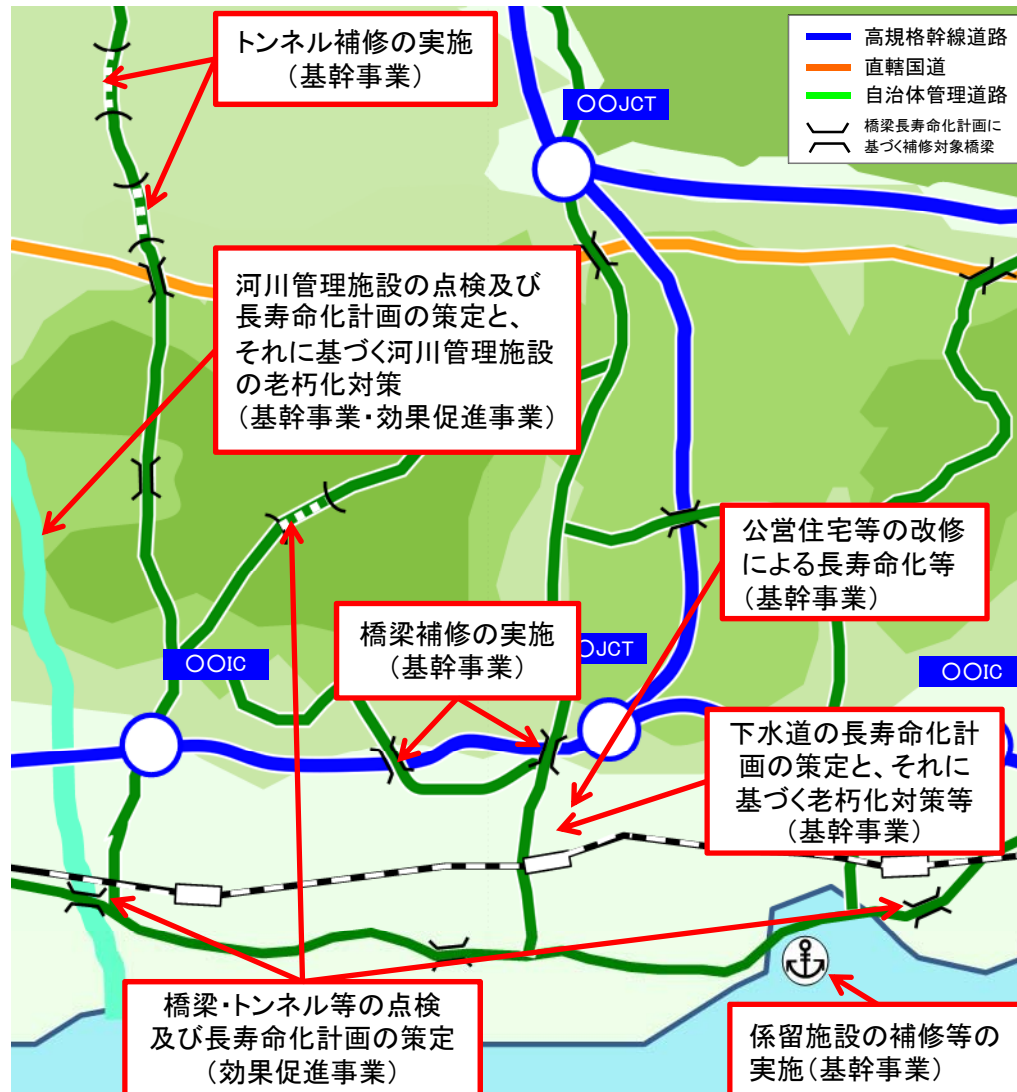 トンネル補修の実施
(基幹事業)
高規格幹線道路
直轄国道
自治体管理道路
橋梁長寿命化計画に
基づく補修対象橋梁
〇〇JCT
河川管理施設の点検及び
長寿命化計画の策定と、
それに基づく河川管理施設
の老朽化対策
(基幹事業・効果促進事業)
公営住宅等の改修
による長寿命化等
(基幹事業)
橋梁補修の実施
(基幹事業)
〇〇IC
〇JCT
〇〇IC
下水道の長寿命化計
画の策定と、それに
基づく老朽化対策等
(基幹事業)
橋梁・トンネル等の点検
及び長寿命化計画の策定
(効果促進事業)
係留施設の補修等の
実施(基幹事業)